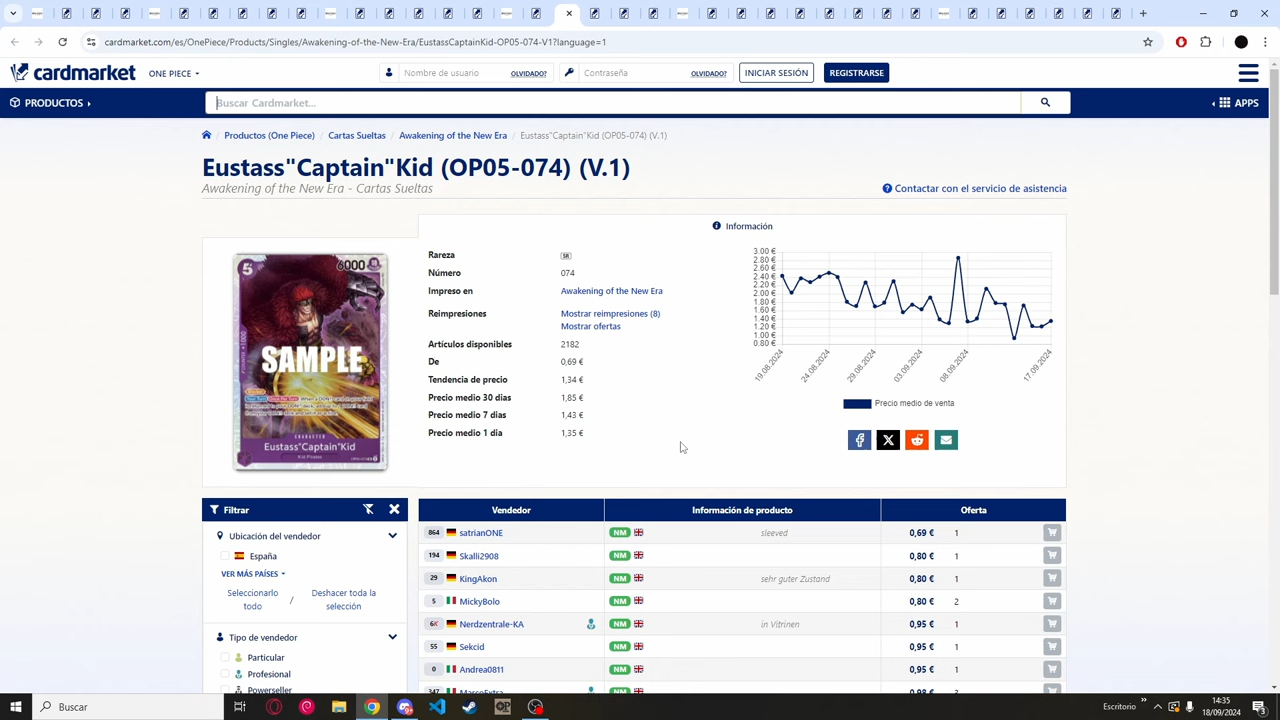 cardmarket.com/es/OnePiece/Products/Singles/Awakening-of-the-New-Era/EustassCaptainKid-OP05-074-V1?language=1
cardmarket
ONE PIECE
Nombre de usuario
OLVIDADO?
Contraseña
OLVIDADO?
INICIAR SESIÓN
REGISTRARSE
PRODUCTOS
Buscar Cardmarket...
APPS
Productos (One Piece) / Cartas Sueltas / Awakening of the New Era / Eustass"Captain"Kid (OP05-074) (V.1)
Eustass"Captain"Kid (OP05-074) (V.1)
Awakening of the New Era - Cartas Sueltas
Contactar con el servicio de asistencia
Información
5
6000
SAMPLE
CHARACTER
Eustass"Captain"Kid
Kid Pirates
Rareza SR
Número 074
Impreso en Awakening of the New Era
Reimpresiones Mostrar reimpresiones (8)
Mostrar ofertas
Artículos disponibles 2182
De 0,69 €
Tendencia de precio 1,34 €
Precio medio 30 días 1,85 €
Precio medio 7 días 1,43 €
Precio medio 1 día 1,35 €
3.00 €
2.80 €
2.60 €
2.40 €
2.20 €
2.00 €
1.80 €
1.60 €
1.40 €
1.20 €
1.00 €
0.80 €
19.08.2024
24.08.2024
29.08.2024
03.09.2024
08.09.2024
17.09.2024
Precio medio de venta
Filtrar
Ubicación del vendedor
España
VER MÁS PAÍSES
Seleccionarlo todo / Deshacer toda la selección
Tipo de vendedor
Particular
Profesional
Powerseller
Vendedor Información de producto Oferta
864 satrianONE NM sleeved 0,69 € 1
194 Skalli2908 NM 0,80 € 1
29 KingAkon NM sehr guter Zustand 0,80 € 1
5 MickyBolo NM 0,80 € 2
6K Nerdzentrale-KA NM in Vitrinen 0,95 € 1
55 Sekcid NM 0,95 € 1
0 Andrea0811 NM 0,95 € 1
347 MarcoExtra NM 0,98 € 3
Buscar
Escritorio
14:35
18/09/2024
3